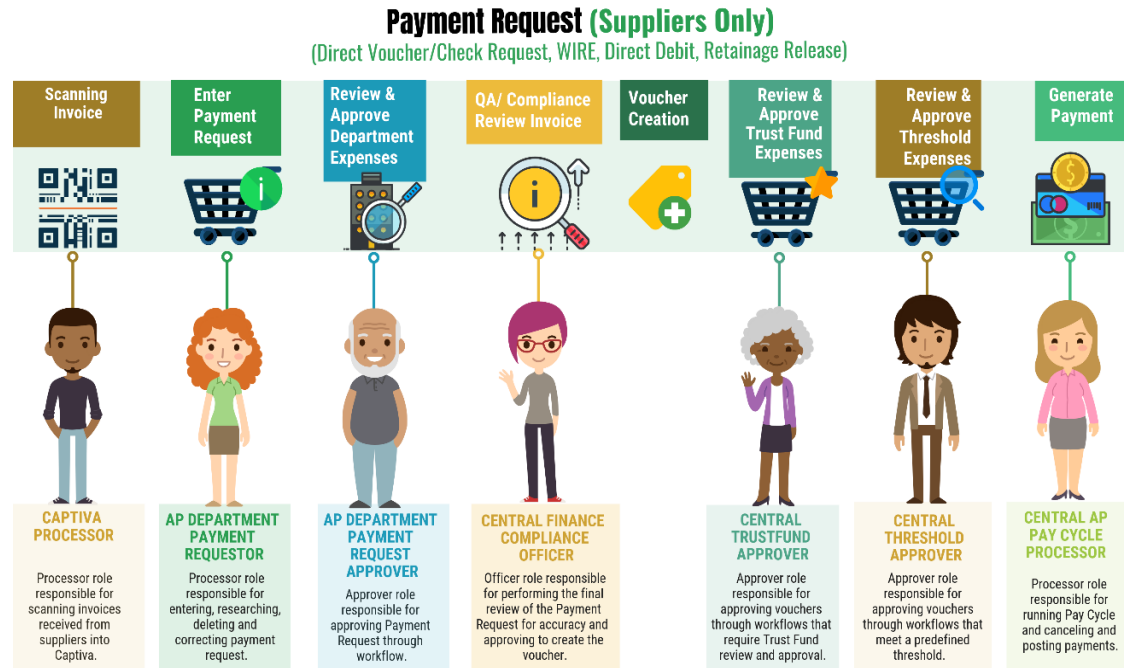 Payment Request (Suppliers Only)
(Direct Voucher/Check Request, WIRE, Direct Debit, Retainage Release)
Scanning
Invoice
Enter
Payment
Request
Review &
Approve
Department
Expenses
QA/ Compliance
Review Invoice
Voucher
Creation
Review &
Approve
Trust Fund
Expenses
Review &
Approve
Threshold
Expenses
Generate
Payment
CAPTIVA
PROCESSOR
Processor role
responsible for
scanning invoices
received from
suppliers into
Captiva.
AP DEPARTMENT
PAYMENT
REQUESTOR
Processor role
responsible for
entering, researching,
deleting and
correcting payment
request.
AP DEPARTMENT
PAYMENT
REQUEST
APPROVER
Approver role
responsible for
approving Payment
Request through
workflow.
CENTRAL FINANCE
COMPLIANCE
OFFICER
Officer role responsible
for performing the final
review of the Payment
Request for accuracy and
approving to create the
voucher.
CENTRAL
TRUSTFUND
APPROVER
Approver role
responsible for
approving vouchers
through workflows that
require Trust Fund
review and approval.
CENTRAL
THRESHOLD
APPROVER
Approver role
responsible for
approving vouchers
through workflows that
meet a predefined
threshold.
CENTRAL AP
PAY CYCLE
PROCESSOR
Processor role
responsible for
running Pay Cycle
and canceling and
posting payments.